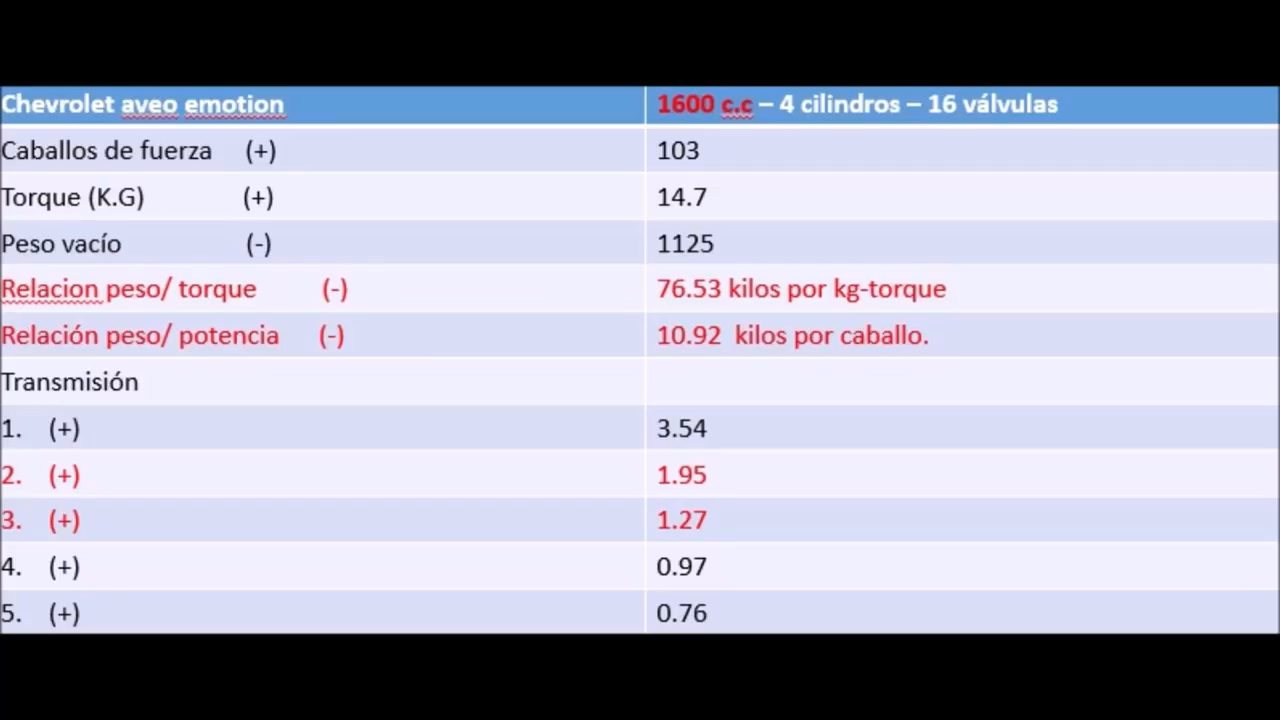 Chevrolet aveo emotion 1600 c.c – 4 cilindros – 16 válvulas
Caballos de fuerza (+) 103
Torque (K.G) (+) 14.7
Peso vacío (-) 1125
Relacion peso/ torque (-) 76.53 kilos por kg-torque
Relación peso/ potencia (-) 10.92 kilos por caballo.
Transmisión
1. (+) 3.54
2. (+) 1.95
3. (+) 1.27
4. (+) 0.97
5. (+) 0.76